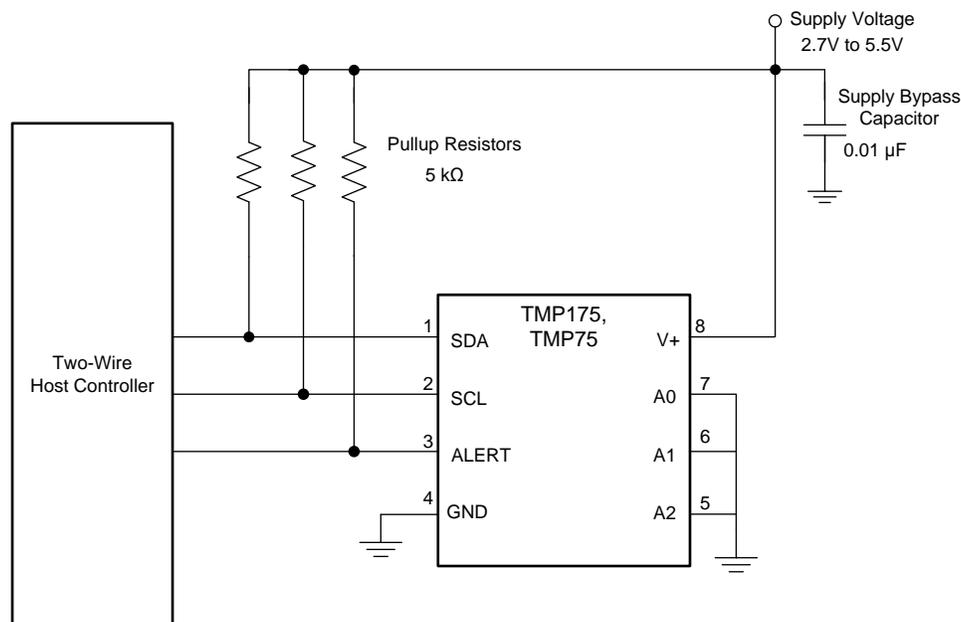 Supply Voltage
2.7V to 5.5V
Supply Bypass
Capacitor
0.01 µF
Pullup Resistors
5 kΩ
Two-Wire
Host Controller
TMP175,
TMP75
1
SDA
V+
8
2
SCL
A0
7
3
ALERT
A1
6
4
GND
A2
5